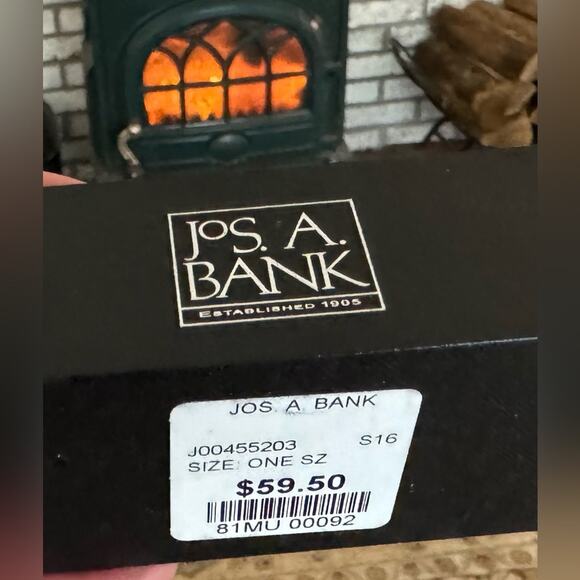 JOS. A.
BANK
ESTABLISHED 1905
JOS. A. BANK
J00455203 S16
SIZE: ONE SZ
$59.50
81MU 00092